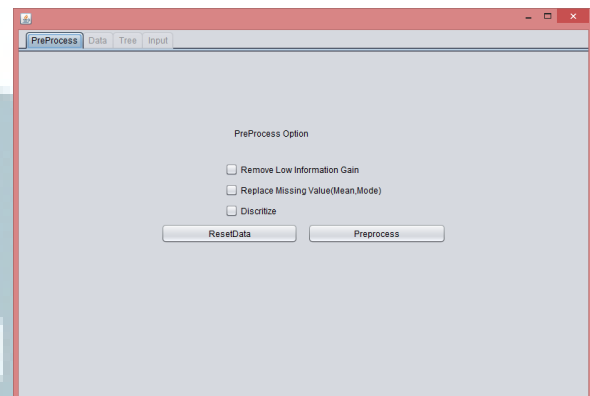 PreProcess Data Tree Input
PreProcess Option
Remove Low Information Gain
Replace Missing Value(Mean,Mode)
Discritize
ResetData Preprocess